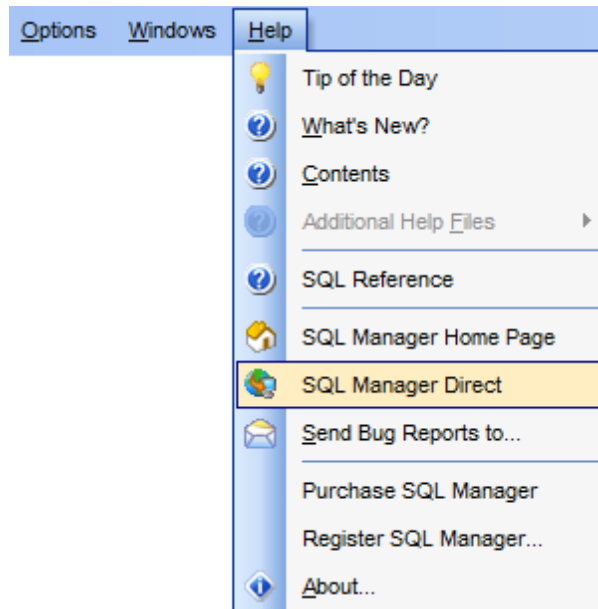 Options Windows Help
Tip of the Day
What's New?
Contents
Additional Help Files
SQL Reference
SQL Manager Home Page
SQL Manager Direct
Send Bug Reports to...
Purchase SQL Manager
Register SQL Manager...
About...